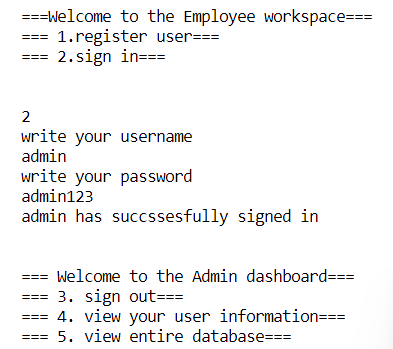 ===Welcome to the Employee workspace===
=== 1.register user===
=== 2.sign in===
2
write your username
admin
write your password
admin123
admin has succssesfully signed in
=== Welcome to the Admin dashboard===
=== 3. sign out===
=== 4. view your user information===
=== 5. view entire database===